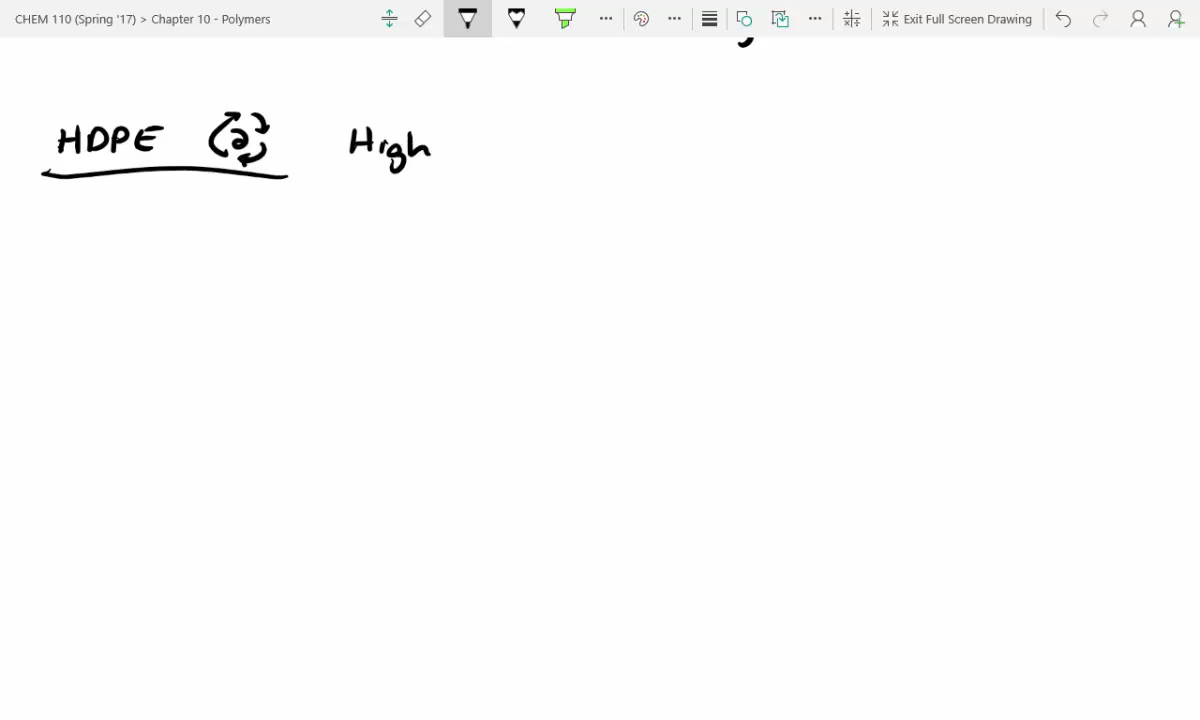 CHEM 110 (Spring '17) > Chapter 10 - Polymers
Exit Full Screen Drawing
HDPE 2 High